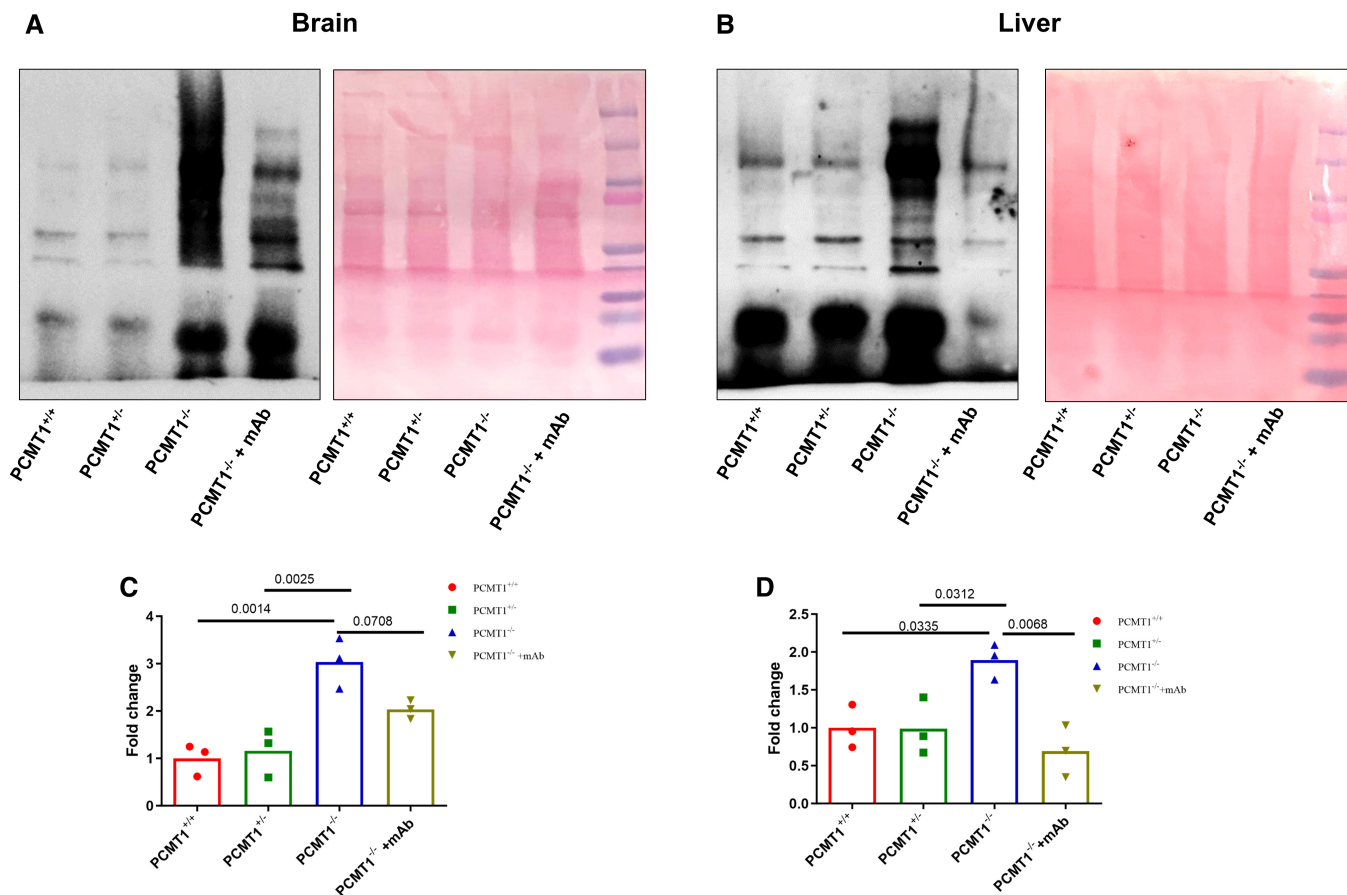 A
Brain
PCMT1+/+
PCMT1+/-
PCMT1-/-
PCMT1-/- + mAb
PCMT1+/+
PCMT1+/-
PCMT1-/-
PCMT1-/- + mAb
B
Liver
PCMT1+/+
PCMT1+/-
PCMT1-/-
PCMT1-/- + mAb
PCMT1+/+
PCMT1+/-
PCMT1-/-
PCMT1-/- + mAb
C
0.0025
0.0014
0.0708
Fold change
4
3
2
1
0
PCMT1+/+
PCMT1+/-
PCMT1-/-
PCMT1-/- +mAb
PCMT1+/+
PCMT1+/-
PCMT1-/-
PCMT1-/- +mAb
D
0.0312
0.0335
0.0068
Fold change
2.5
2.0
1.5
1.0
0.5
0.0
PCMT1+/+
PCMT1+/-
PCMT1-/-
PCMT1-/-+mAb
PCMT1+/+
PCMT1+/-
PCMT1-/-
PCMT1-/-+mAb